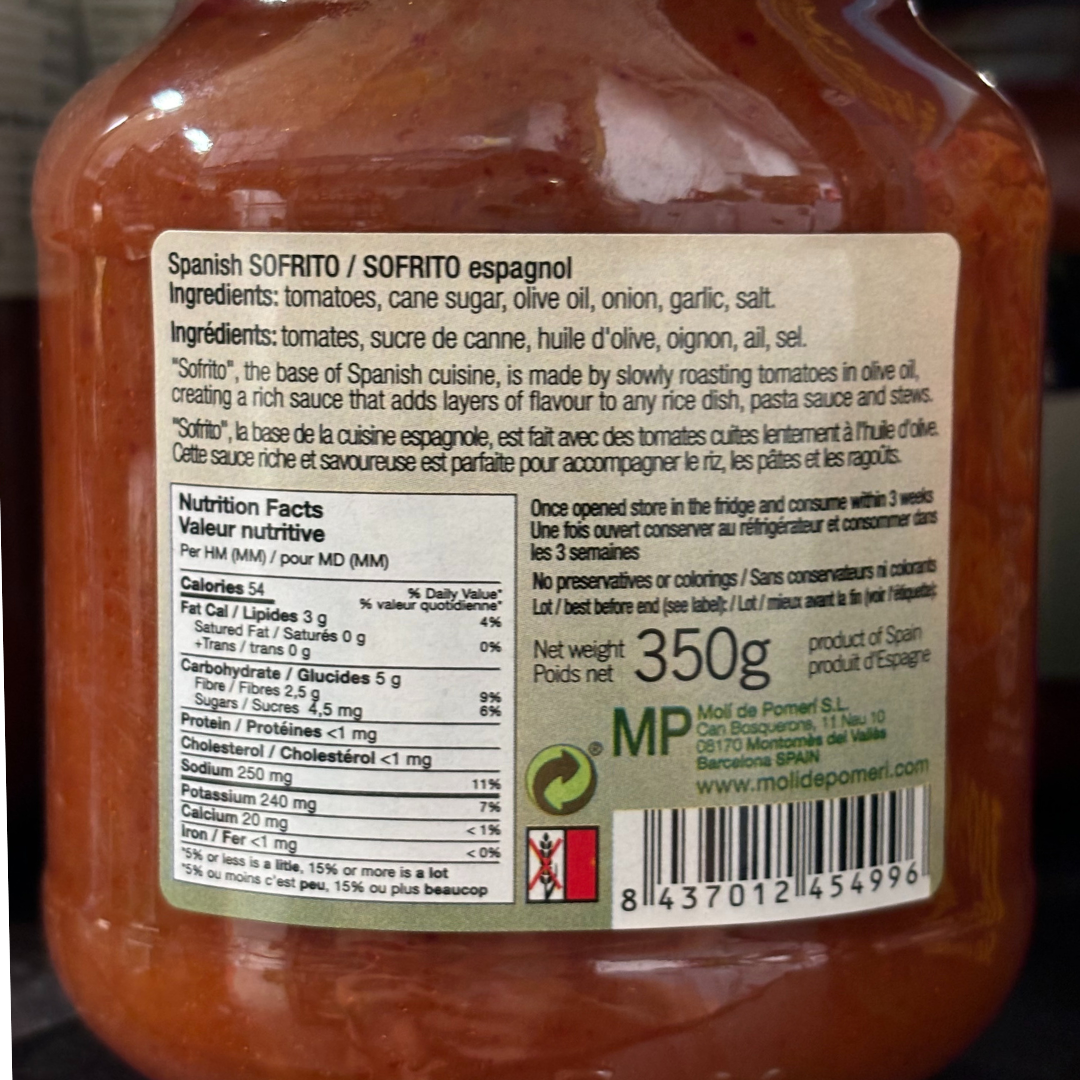 Spanish SOFRITO / SOFRITO espagnol
Ingredients: tomatoes, cane sugar, olive oil, onion, garlic, salt.
Ingrédients: tomates, sucre de canne, huile d'olive, oignon, ail, sel.
"Sofrito", the base of Spanish cuisine, is made by slowly roasting tomatoes in olive oil,
creating a rich sauce that adds layers of flavour to any rice dish, pasta sauce and stews.
"Sofrito", la base de la cuisine espagnole, est fait avec des tomates cuites lentement à l'huile d'olive.
Cette sauce riche et savoureuse est parfaite pour accompagner le riz, les pâtes et les ragoûts.
Nutrition Facts
Valeur nutritive
Per HM (MM) / pour MD (MM)
Calories 54
% Daily Value*
% valeur quotidienne*
Fat Cal / Lipides 3 g 4%
Satured Fat / Saturés 0 g
+Trans / trans 0 g 0%
Carbohydrate / Glucides 5 g
Fibre / Fibres 2,5 g 9%
Sugars / Sucres 4,5 mg 6%
Protein / Protéines <1 mg
Cholesterol / Cholestérol <1 mg
Sodium 250 mg 11%
Potassium 240 mg 7%
Calcium 20 mg <1%
Iron / Fer <1 mg <0%
*5% or less is a litle, 15% or more is a lot
*5% ou moins c'est peu, 15% ou plus beaucop
Once opened store in the fridge and consume within 3 weeks
Une fois ouvert conserver au réfrigérateur et consommer dans
les 3 semaines
No preservatives or colorings / Sans conservateurs ni colorants
Lot / best before end (see label): / Lot / mieux avant la fin (voir l'étiquette):
Net weight
Poids net
350g
product of Spain
produit d'Espagne
MP
Molí de Pomerí S.L.
Can Bosquerons, 11 Nau 10
08170 Montornès del Vallès
Barcelona SPAIN
www.molidepomeri.com
®
8 437012 454996